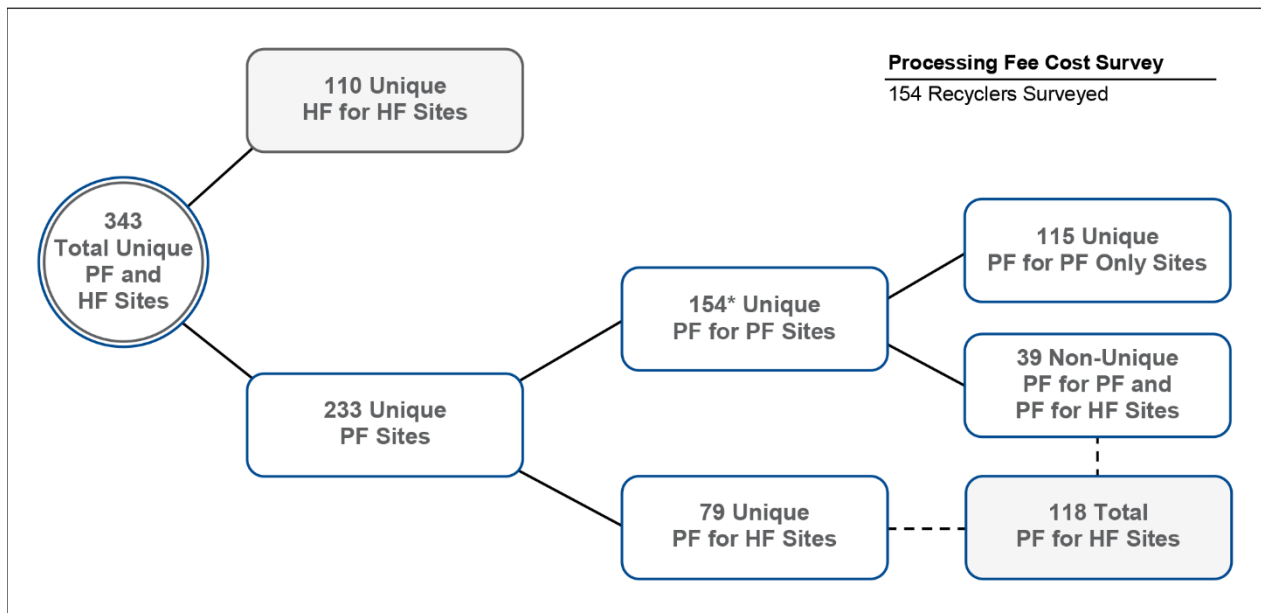 110 Unique
HF for HF Sites
Processing Fee Cost Survey
154 Recyclers Surveyed
343
Total Unique
PF and
HF Sites
115 Unique
PF for PF Only Sites
154* Unique
PF for PF Sites
39 Non-Unique
PF for PF and
PF for HF Sites
233 Unique
PF Sites
79 Unique
PF for HF Sites
118 Total
PF for HF Sites